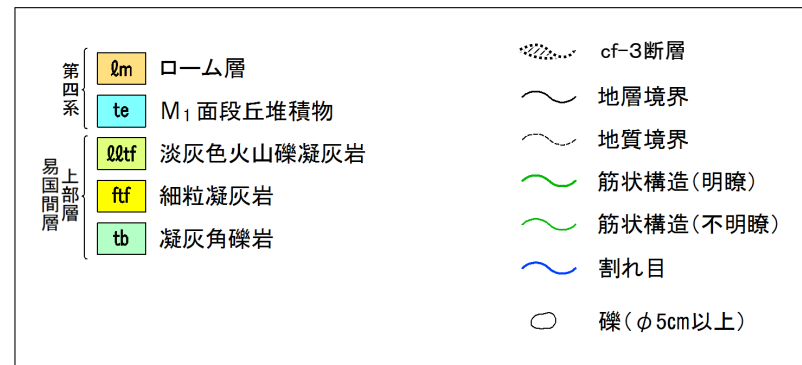 第四系
ℓm ローム層
te M₁面段丘堆積物
易国間層
上部層
ℓℓtf 淡灰色火山礫凝灰岩
ftf 細粒凝灰岩
tb 凝灰角礫岩
cf-3断層
地層境界
地質境界
筋状構造(明瞭)
筋状構造(不明瞭)
割れ目
礫(φ5cm以上)